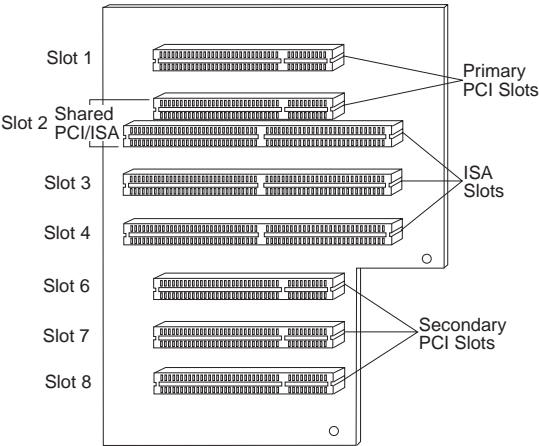 Slot 1
Primary
PCI Slots
Slot 2
Shared
PCI/ISA
Slot 3
ISA
Slots
Slot 4
Slot 6
Slot 7
Secondary
PCI Slots
Slot 8